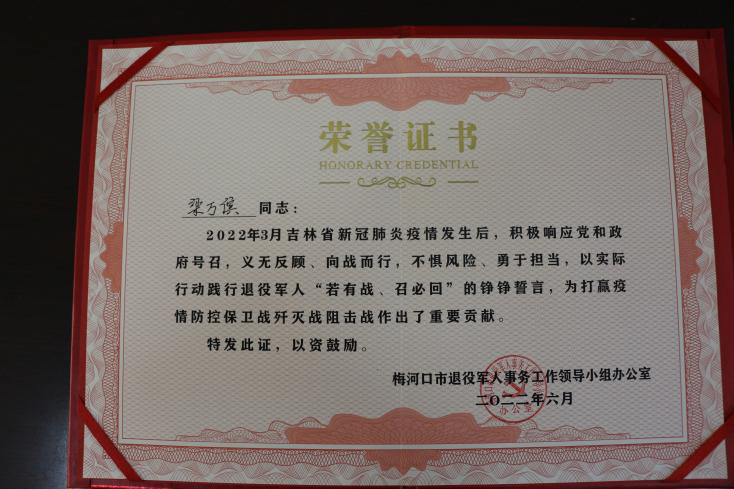 荣誉证书
HONORARY CREDENTIAL
梁万 同志：
2022年3月吉林省新冠肺炎疫情发生后，积极响应党和政
府号召，义无反顾、向战而行，不惧风险、勇于担当，以实际
行动践行退役军人“若有战、召必回”的铮铮誓言，为打赢疫
情防控保卫战歼灭战阻击战作出了重要贡献。
特发此证，以资鼓励。
梅河口市退役军人事务工作领导小组办公室
二〇二二年六月
办公室